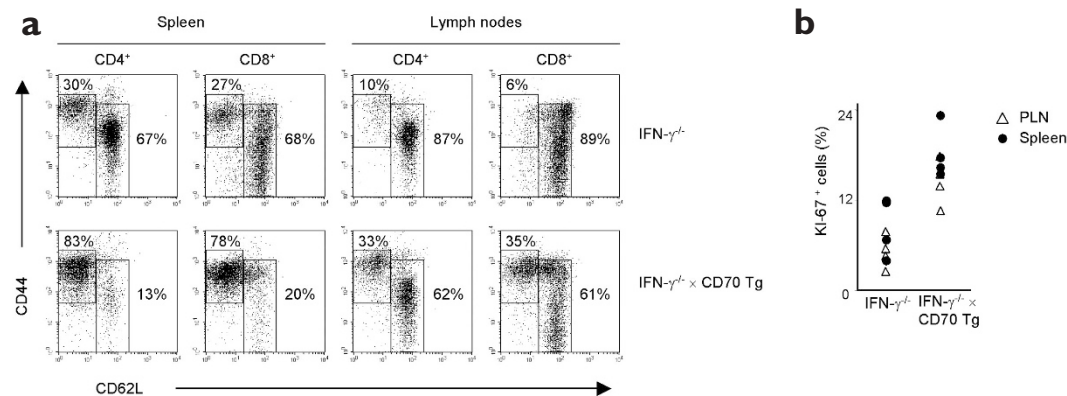 a
Spleen
Lymph nodes
CD4⁺
CD8⁺
CD4⁺
CD8⁺
30%
67%
27%
68%
10%
87%
6%
89%
IFN-γ⁻/⁻
83%
13%
78%
20%
33%
62%
35%
61%
IFN-γ⁻/⁻ × CD70 Tg
CD44
CD62L
b
KI-67⁺ cells (%)
24
12
0
△ PLN
● Spleen
IFN-γ⁻/⁻
IFN-γ⁻/⁻ ×
CD70 Tg